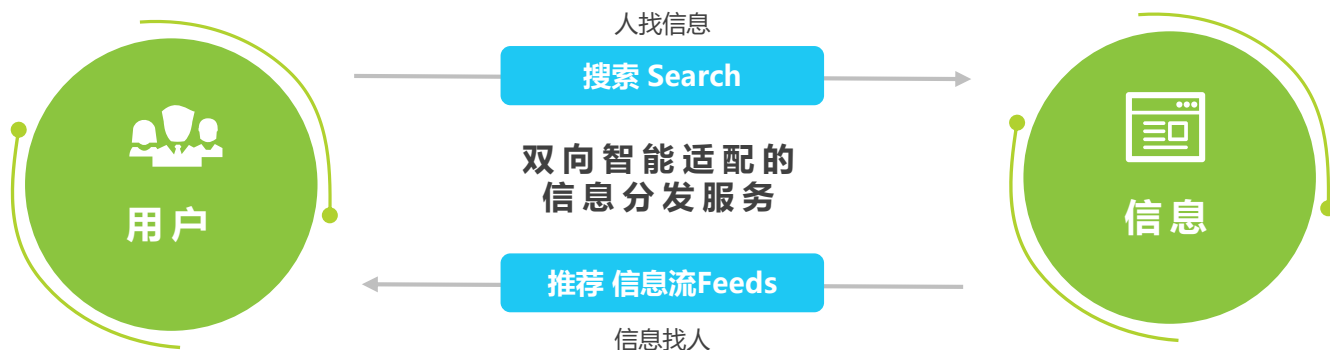 人找信息
搜索 Search
用户
双向智能适配的
信息分发服务
信息
推荐 信息流Feeds
信息找人